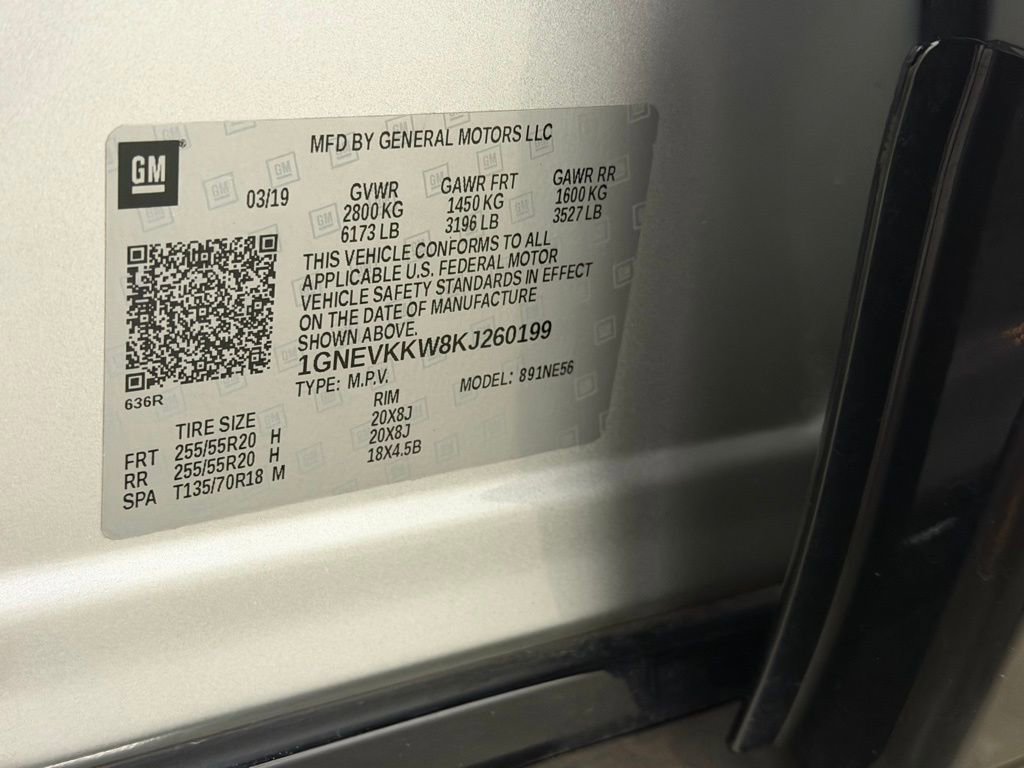 GM
MFD BY GENERAL MOTORS LLC
03/19
GVWR
2800 KG
6173 LB
GAWR FRT
1450 KG
3196 LB
GAWR RR
1600 KG
3527 LB
THIS VEHICLE CONFORMS TO ALL
APPLICABLE U.S. FEDERAL MOTOR
VEHICLE SAFETY STANDARDS IN EFFECT
ON THE DATE OF MANUFACTURE
SHOWN ABOVE.
1GNEVKKW8KJ260199
TYPE: M.P.V. MODEL: 891NE56
636R
TIRE SIZE RIM
FRT 255/55R20 H 20X8J
RR 255/55R20 H 20X8J
SPA T135/70R18 M 18X4.5B